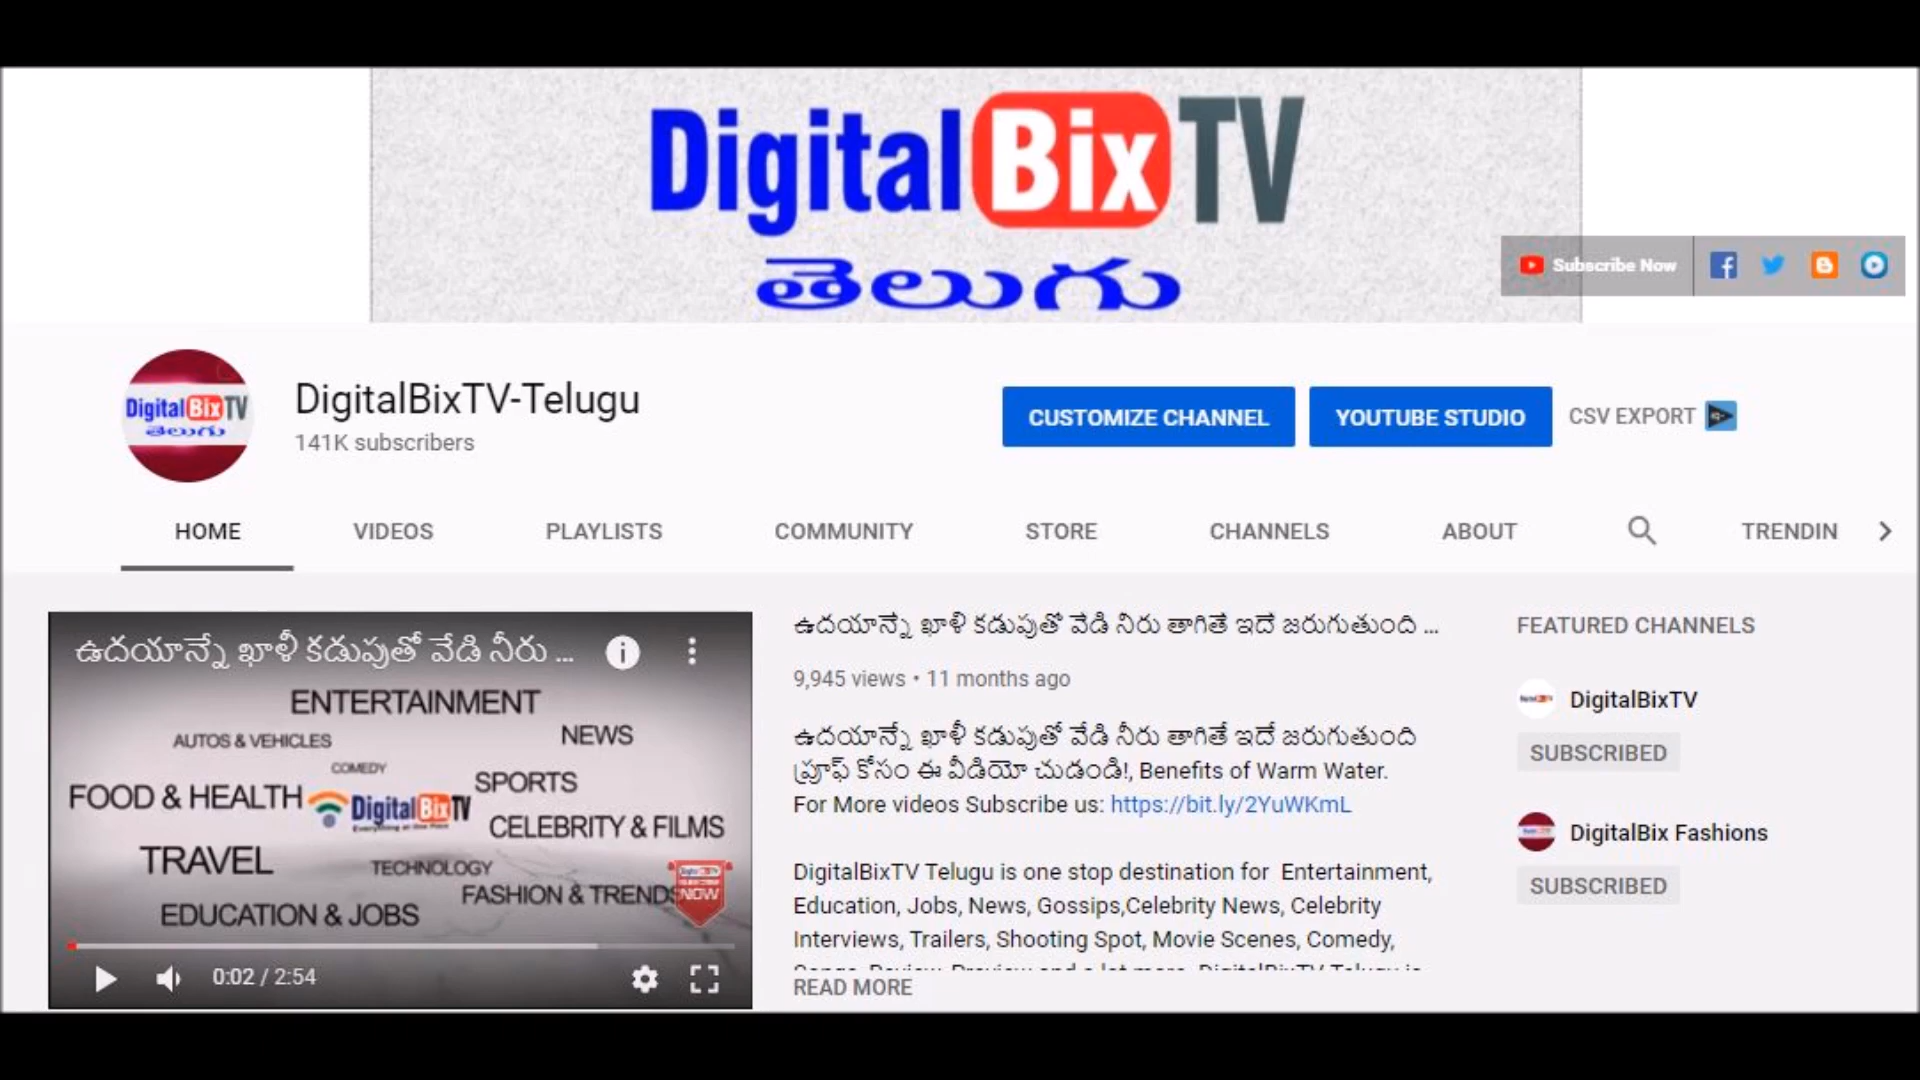 DigitalBixTV
తెలుగు
Subscribe Now
DigitalBixTV
తెలుగు
DigitalBixTV-Telugu
141K subscribers
CUSTOMIZE CHANNEL
YOUTUBE STUDIO
CSV EXPORT
HOME
VIDEOS
PLAYLISTS
COMMUNITY
STORE
CHANNELS
ABOUT
TRENDIN
ఉదయాన్నే ఖాళీ కడుపుతో వేడి నీరు ...
ENTERTAINMENT
AUTOS & VEHICLES
NEWS
COMEDY
SPORTS
FOOD & HEALTH
DigitalBixTV
CELEBRITY & FILMS
TRAVEL
TECHNOLOGY
FASHION & TRENDS
NOW
EDUCATION & JOBS
0:02 / 2:54
ఉదయాన్నే ఖాళీ కడుపుతో వేడి నీరు తాగితే ఇదే జరుగుతుంది ...
9,945 views • 11 months ago
ఉదయాన్నే ఖాళీ కడుపుతో వేడి నీరు తాగితే ఇదే జరుగుతుంది
ప్రూఫ్ కోసం ఈ వీడియో చుడండి!, Benefits of Warm Water.
For More videos Subscribe us: https://bit.ly/2YuWKmL
DigitalBixTV Telugu is one stop destination for Entertainment,
Education, Jobs, News, Gossips,Celebrity News, Celebrity
Interviews, Trailers, Shooting Spot, Movie Scenes, Comedy,
READ MORE
FEATURED CHANNELS
DigitalBixTV
SUBSCRIBED
DigitalBix Fashions
SUBSCRIBED